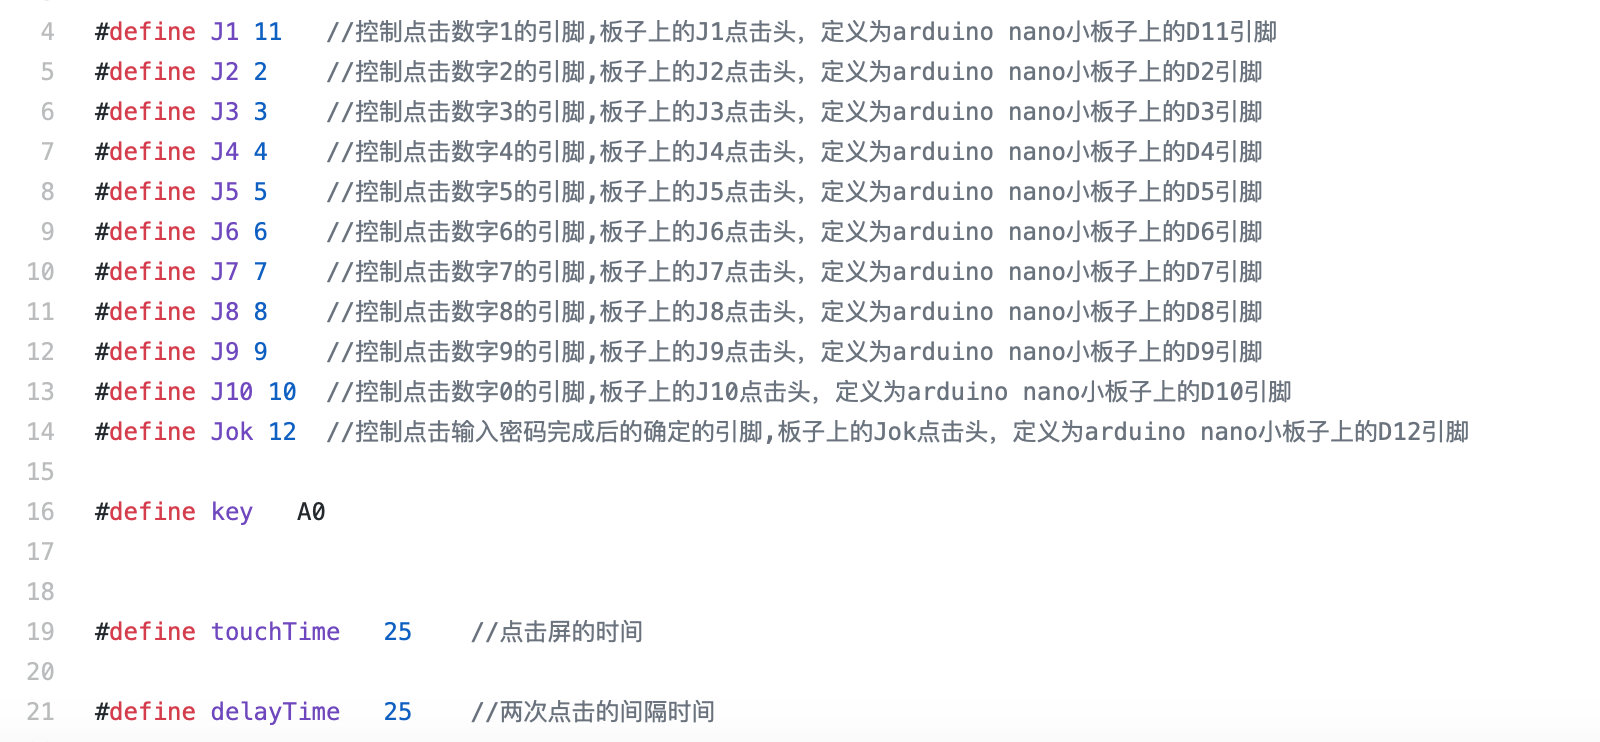 4 #define J1 11 //控制点击数字1的引脚,板子上的J1点击头，定义为arduino nano小板子上的D11引脚
5 #define J2 2 //控制点击数字2的引脚,板子上的J2点击头，定义为arduino nano小板子上的D2引脚
6 #define J3 3 //控制点击数字3的引脚,板子上的J3点击头，定义为arduino nano小板子上的D3引脚
7 #define J4 4 //控制点击数字4的引脚,板子上的J4点击头，定义为arduino nano小板子上的D4引脚
8 #define J5 5 //控制点击数字5的引脚,板子上的J5点击头，定义为arduino nano小板子上的D5引脚
9 #define J6 6 //控制点击数字6的引脚,板子上的J6点击头，定义为arduino nano小板子上的D6引脚
10 #define J7 7 //控制点击数字7的引脚,板子上的J7点击头，定义为arduino nano小板子上的D7引脚
11 #define J8 8 //控制点击数字8的引脚,板子上的J8点击头，定义为arduino nano小板子上的D8引脚
12 #define J9 9 //控制点击数字9的引脚,板子上的J9点击头，定义为arduino nano小板子上的D9引脚
13 #define J10 10 //控制点击数字0的引脚,板子上的J10点击头，定义为arduino nano小板子上的D10引脚
14 #define Jok 12 //控制点击输入密码完成后的确定的引脚,板子上的Jok点击头，定义为arduino nano小板子上的D12引脚
15
16 #define key A0
17
18
19 #define touchTime 25 //点击屏的时间
20
21 #define delayTime 25 //两次点击的间隔时间